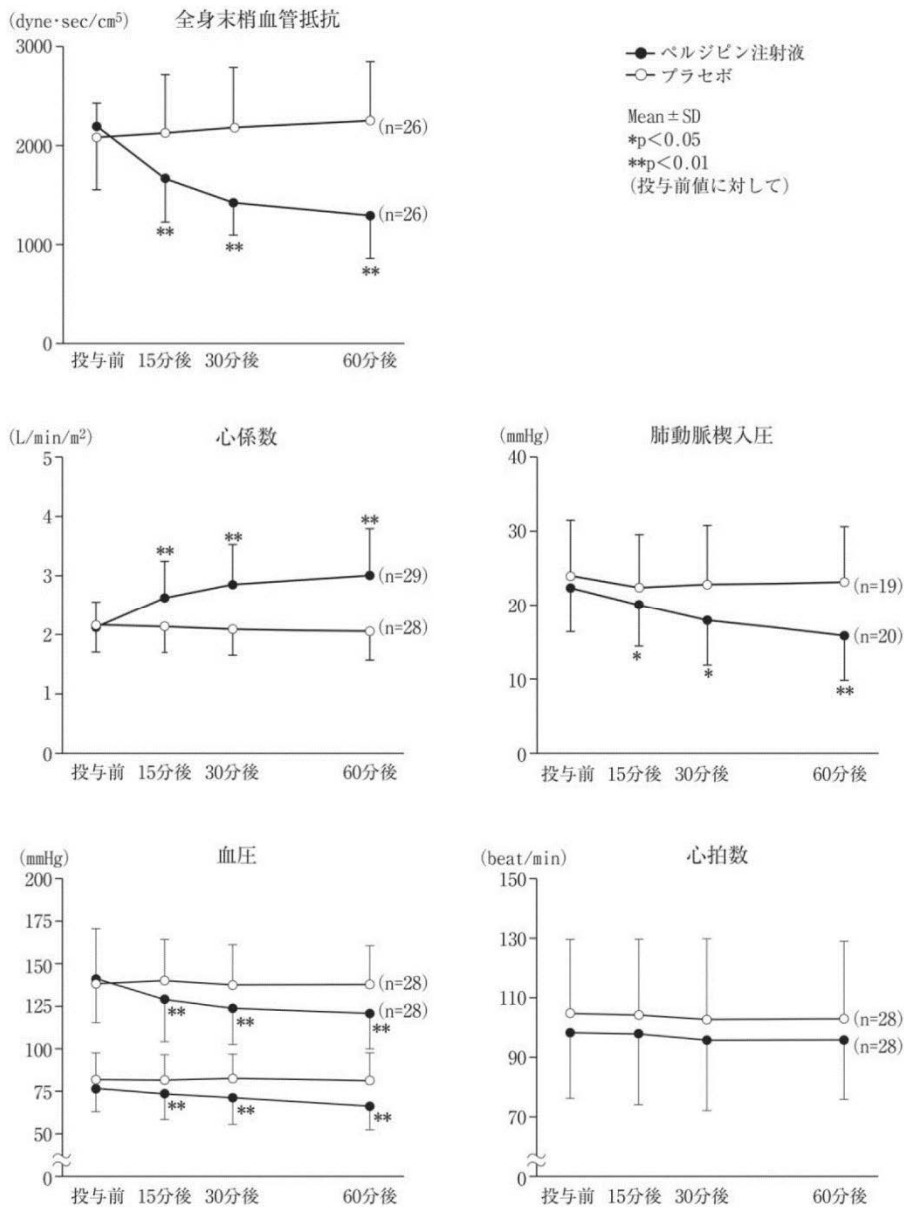 (dyne·sec/cm⁵)
全身末梢血管抵抗
3000
2000
1000
0
(n=26)
(n=26)
**
**
**
投与前 15分後 30分後 60分後
ペルジピン注射液
プラセボ
Mean±SD
*p<0.05
**p<0.01
(投与前値に対して)
(L/min/m²)
心係数
5
4
3
2
1
0
**
**
**
(n=29)
(n=28)
投与前 15分後 30分後 60分後
(mmHg)
肺動脈楔入圧
40
30
20
10
0
(n=19)
(n=20)
*
*
**
投与前 15分後 30分後 60分後
(mmHg)
血圧
200
175
150
125
100
75
50
0
(n=28)
(n=28)
**
**
**
**
**
**
投与前 15分後 30分後 60分後
(beat/min)
心拍数
150
130
110
90
70
0
(n=28)
(n=28)
投与前 15分後 30分後 60分後